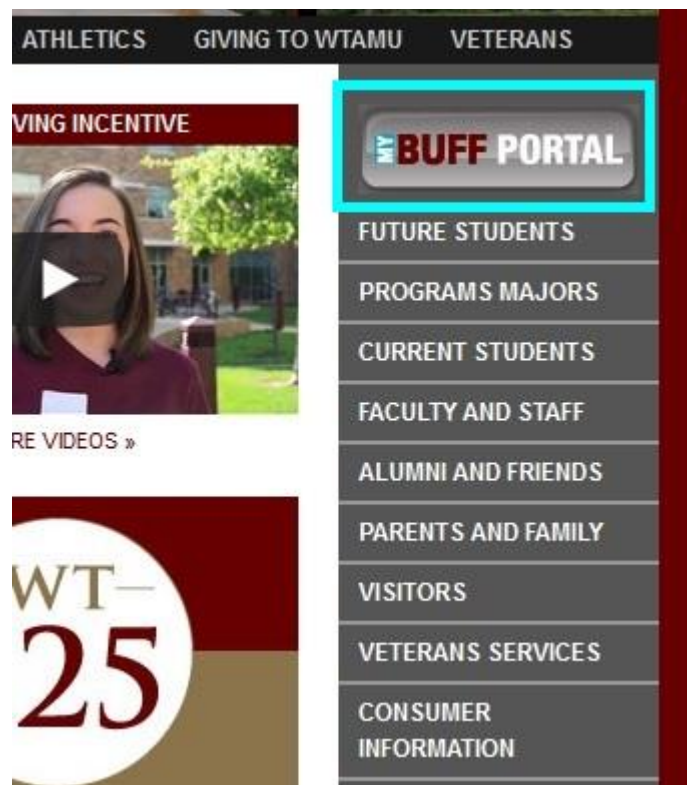 ATHLETICS GIVING TO WTAMU VETERANS
VING INCENTIVE
RE VIDEOS »
WT
25
MY BUFF PORTAL
FUTURE STUDENTS
PROGRAMS MAJORS
CURRENT STUDENTS
FACULTY AND STAFF
ALUMNI AND FRIENDS
PARENTS AND FAMILY
VISITORS
VETERANS SERVICES
CONSUMER
INFORMATION